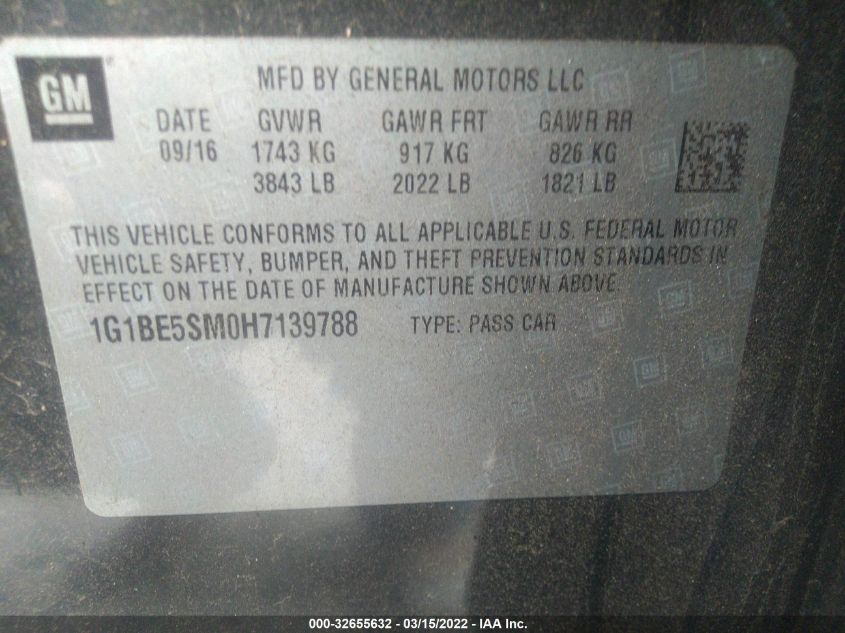 GM
MFD BY GENERAL MOTORS LLC
DATE GVWR GAWR FRT GAWR RR
09/16 1743 KG 917 KG 826 KG
3843 LB 2022 LB 1821 LB
THIS VEHICLE CONFORMS TO ALL APPLICABLE U.S. FEDERAL MOTOR
VEHICLE SAFETY, BUMPER, AND THEFT PREVENTION STANDARDS IN
EFFECT ON THE DATE OF MANUFACTURE SHOWN ABOVE.
1G1BE5SM0H7139788 TYPE: PASS CAR
000-32655632 - 03/15/2022 - IAA Inc.